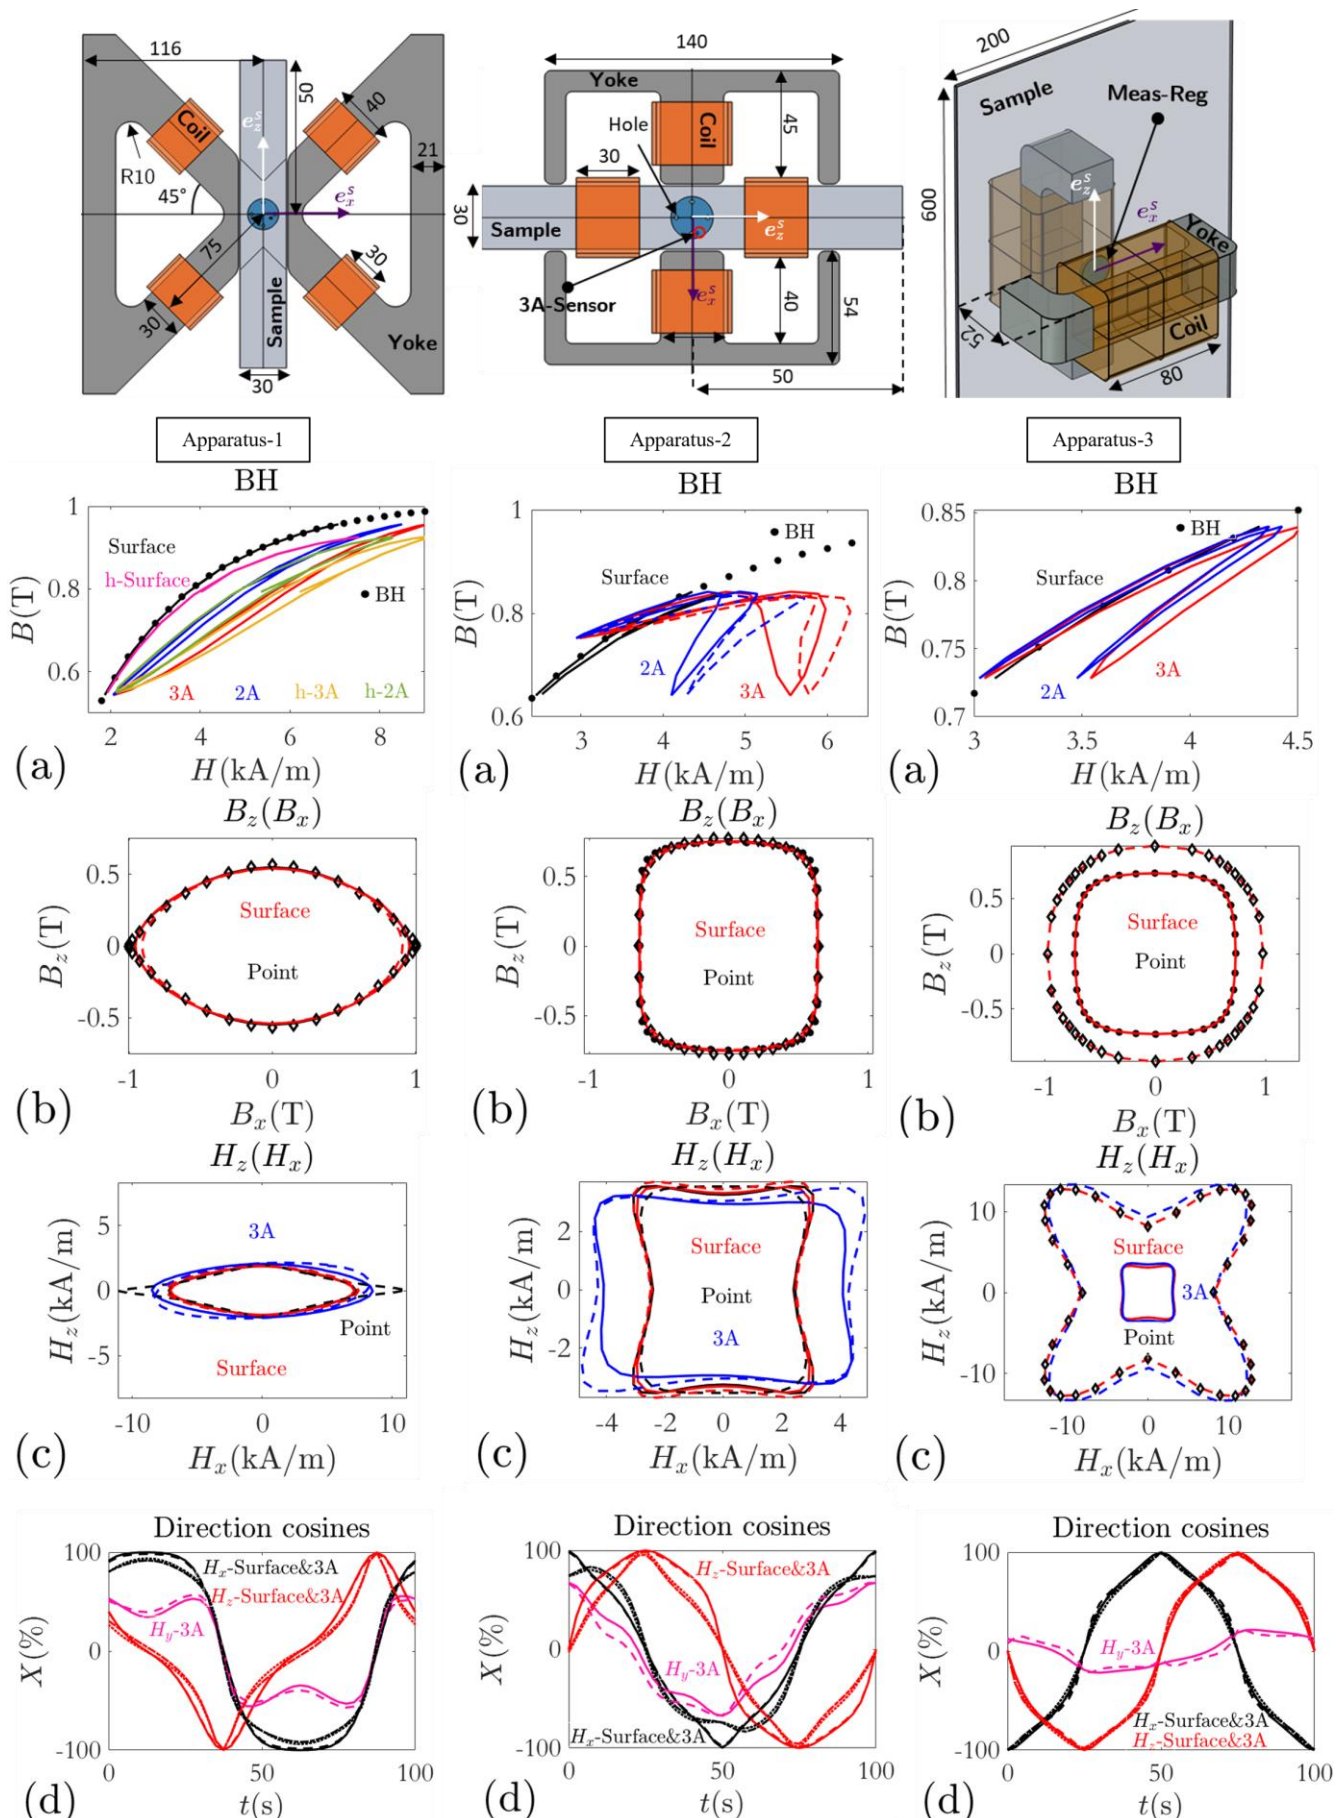 116
50
40
Coil
e_z^s
R10
21
45°
e_x^s
75
30
30
Sample
30
Yoke
140
Yoke
Hole
Coil
45
30
30
Sample
e_z^s
3A-Sensor
e_x^s
40
54
50
200
Sample
Meas-Reg
e_z^s
600
e_x^s
Yoke
52
Coil
80
Apparatus-1
Apparatus-2
Apparatus-3
BH
1
0.8
0.6
B(T)
Surface
h-Surface
BH
3A
2A
h-3A
h-2A
2
4
6
8
(a)
H(kA/m)
BH
1
0.8
0.6
B(T)
BH
Surface
2A
3A
3
4
5
6
(a)
H(kA/m)
BH
0.85
0.8
0.75
0.7
B(T)
BH
Surface
2A
3A
3
3.5
4
4.5
(a)
H(kA/m)
B_z(B_x)
0.5
0
-0.5
B_z(T)
Surface
Point
-1
0
1
(b)
B_x(T)
B_z(B_x)
0.5
0
-0.5
B_z(T)
Surface
Point
-1
0
1
(b)
B_x(T)
B_z(B_x)
0.5
0
-0.5
B_z(T)
Surface
Point
-1
0
1
(b)
B_x(T)
H_z(H_x)
5
0
-5
H_z(kA/m)
3A
Point
Surface
-10
0
10
(c)
H_x(kA/m)
H_z(H_x)
2
0
-2
H_z(kA/m)
Surface
Point
3A
-4
-2
0
2
4
(c)
H_x(kA/m)
H_z(H_x)
10
0
-10
H_z(kA/m)
Surface
3A
Point
-10
0
10
(c)
H_x(kA/m)
Direction cosines
100
0
-100
X(%)
H_x-Surface&3A
H_z-Surface&3A
H_y-3A
0
50
100
(d)
t(s)
Direction cosines
100
0
-100
X(%)
H_z-Surface&3A
H_y-3A
H_x-Surface&3A
0
50
100
(d)
t(s)
Direction cosines
100
0
-100
X(%)
H_y-3A
H_x-Surface&3A
H_z-Surface&3A
0
50
100
(d)
t(s)